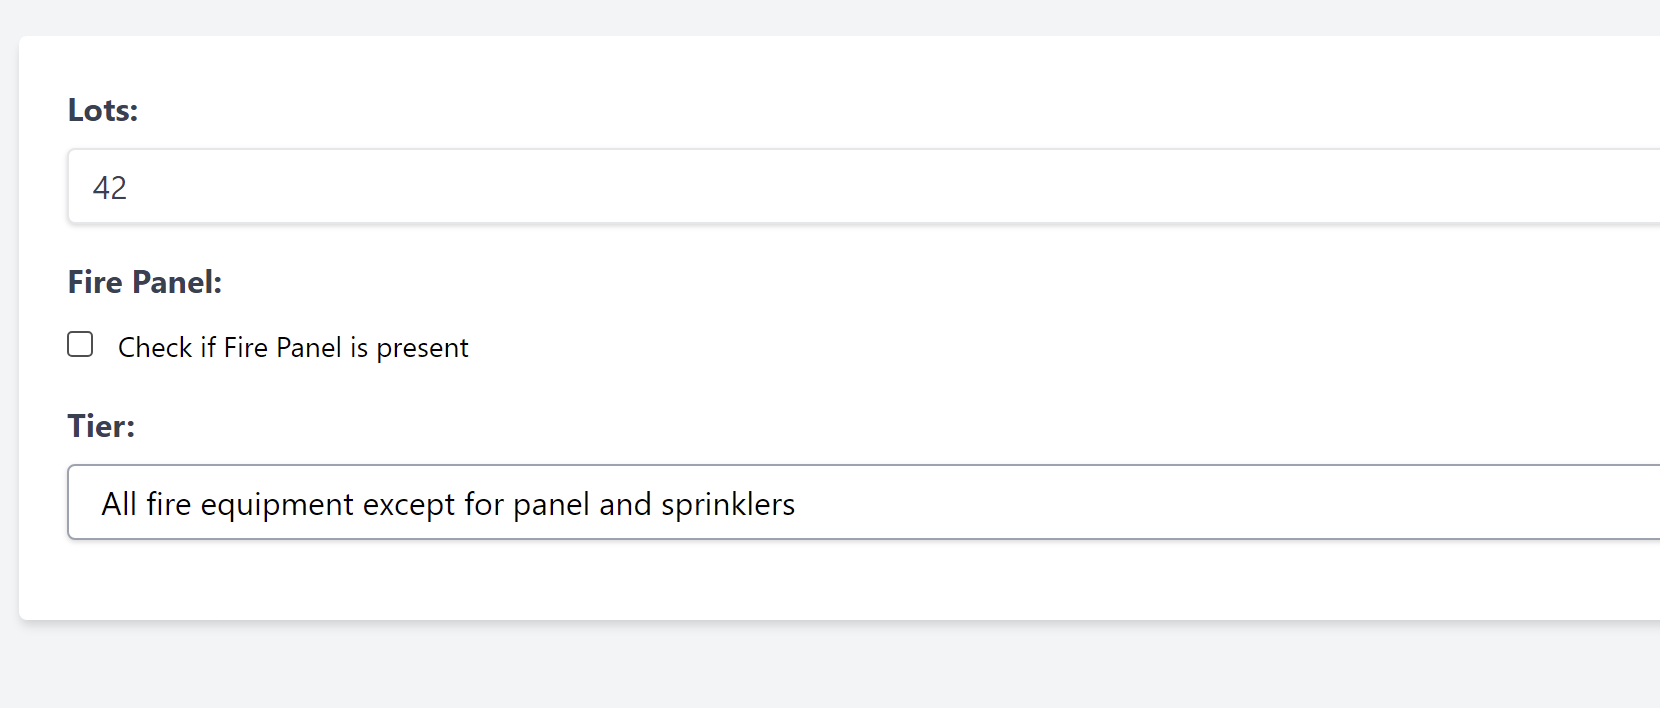 Lots:
42
Fire Panel:
Check if Fire Panel is present
Tier:
All fire equipment except for panel and sprinklers